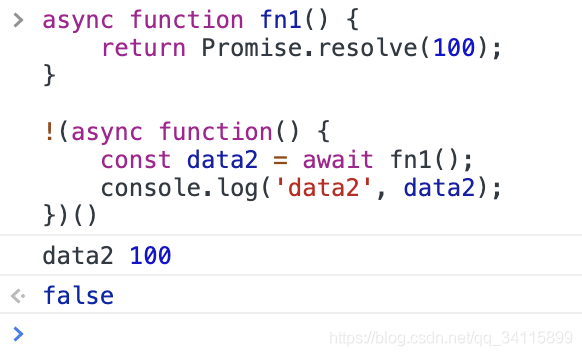 async function fn1() {
    return Promise.resolve(100);
}
!(async function() {
    const data2 = await fn1();
    console.log('data2', data2);
})()
data2 100
false
https://blog.csdn.net/qq_34115899